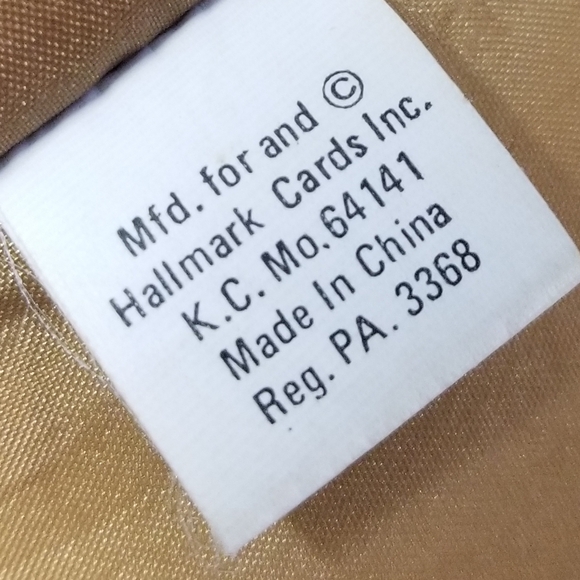 Mfd. for and ©
Hallmark Cards Inc.
K.C. Mo. 64141
Made In China
Reg. PA. 3368